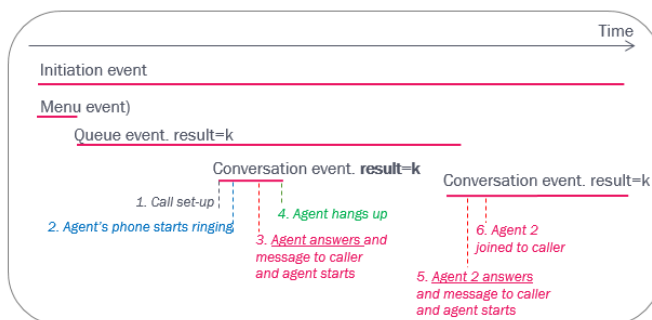 Time
Initiation event
Menu event)
Queue event. result=k
Conversation event. result=k
Conversation event. result=k
1. Call set-up
2. Agent's phone starts ringing
3. Agent answers and
message to caller
and agent starts
4. Agent hangs up
5. Agent 2 answers
and message to caller
and agent starts
6. Agent 2
joined to caller